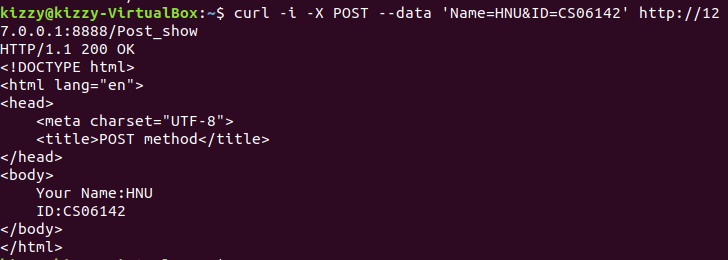 kizzy@kizzy-VirtualBox:~$ curl -i -X POST --data 'Name=HNU&ID=CS06142' http://12
7.0.0.1:8888/Post_show
HTTP/1.1 200 OK
<!DOCTYPE html>
<html lang="en">
<head>
    <meta charset="UTF-8">
    <title>POST method</title>
</head>
<body>
    Your Name:HNU
    ID:CS06142
</body>
</html>